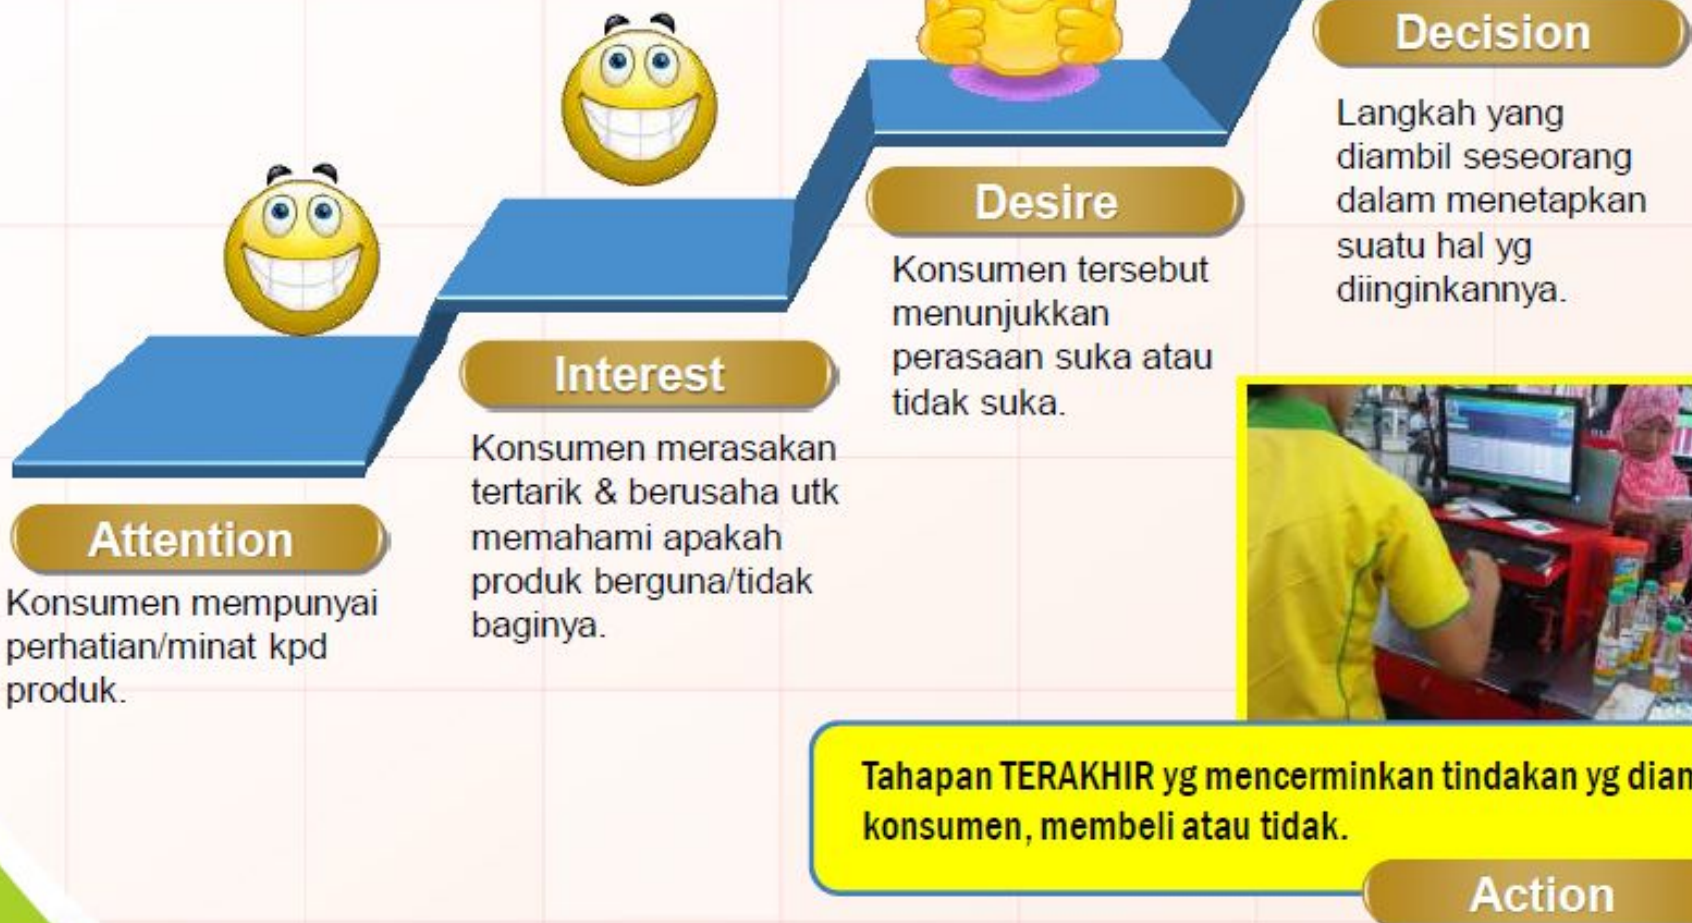 Attention
Konsumen mempunyai
perhatian/minat kpd
produk.
Interest
Konsumen merasakan
tertarik & berusaha utk
memahami apakah
produk berguna/tidak
baginya.
Desire
Konsumen tersebut
menunjukkan
perasaan suka atau
tidak suka.
Decision
Langkah yang
diambil seseorang
dalam menetapkan
suatu hal yg
diinginkannya.
Tahapan TERAKHIR yg mencerminkan tindakan yg
konsumen, membeli atau tidak.
Action